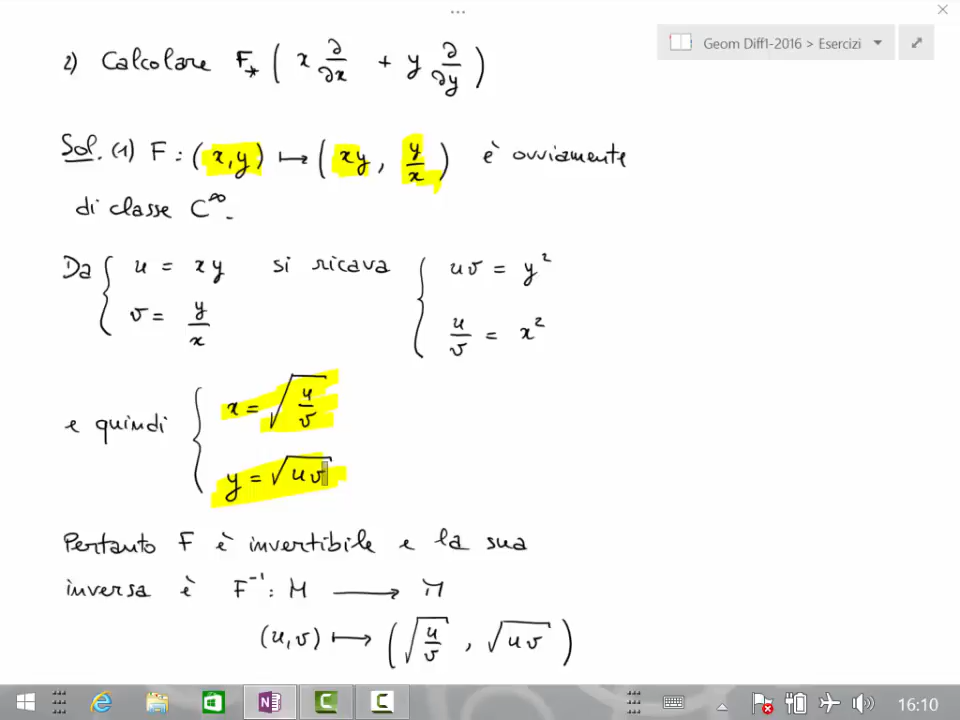 ...
Geom Diff1-2016 > Esercizi
2) Calcolare F_* ( x ∂/∂x + y ∂/∂y )
Sol. (1) F : (x,y) ↦ ( xy , y/x ) è ovviamente
di classe C^∞.
Da { u = xy si ricava { uv = y²
v = y/x u/v = x²
e quindi { x = √(u/v)
y = √(uv)
Pertanto F è invertibile e la sua
inversa è F⁻¹ : M ⟶ M
(u,v) ↦ ( √(u/v) , √(uv) )
16:10